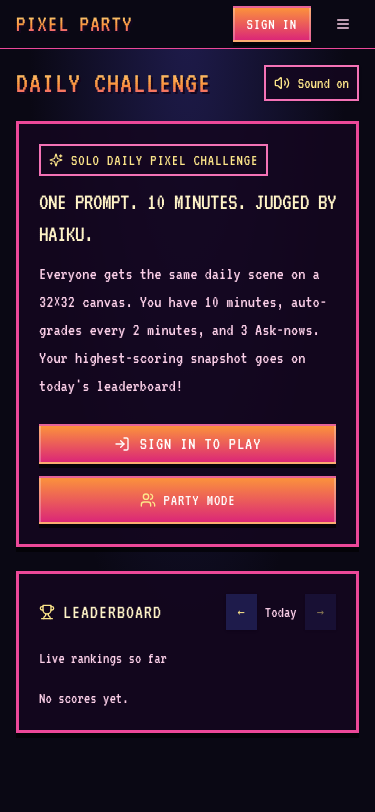 PIXEL PARTY
SIGN IN
DAILY CHALLENGE
Sound on
SOLO DAILY PIXEL CHALLENGE
ONE PROMPT. 10 MINUTES. JUDGED BY
HAIKU.
Everyone gets the same daily scene on a
32×32 canvas. You have 10 minutes, auto-
grades every 2 minutes, and 3 Ask-nows.
Your highest-scoring snapshot goes on
today's leaderboard!
SIGN IN TO PLAY
PARTY MODE
LEADERBOARD
← Today →
Live rankings so far
No scores yet.